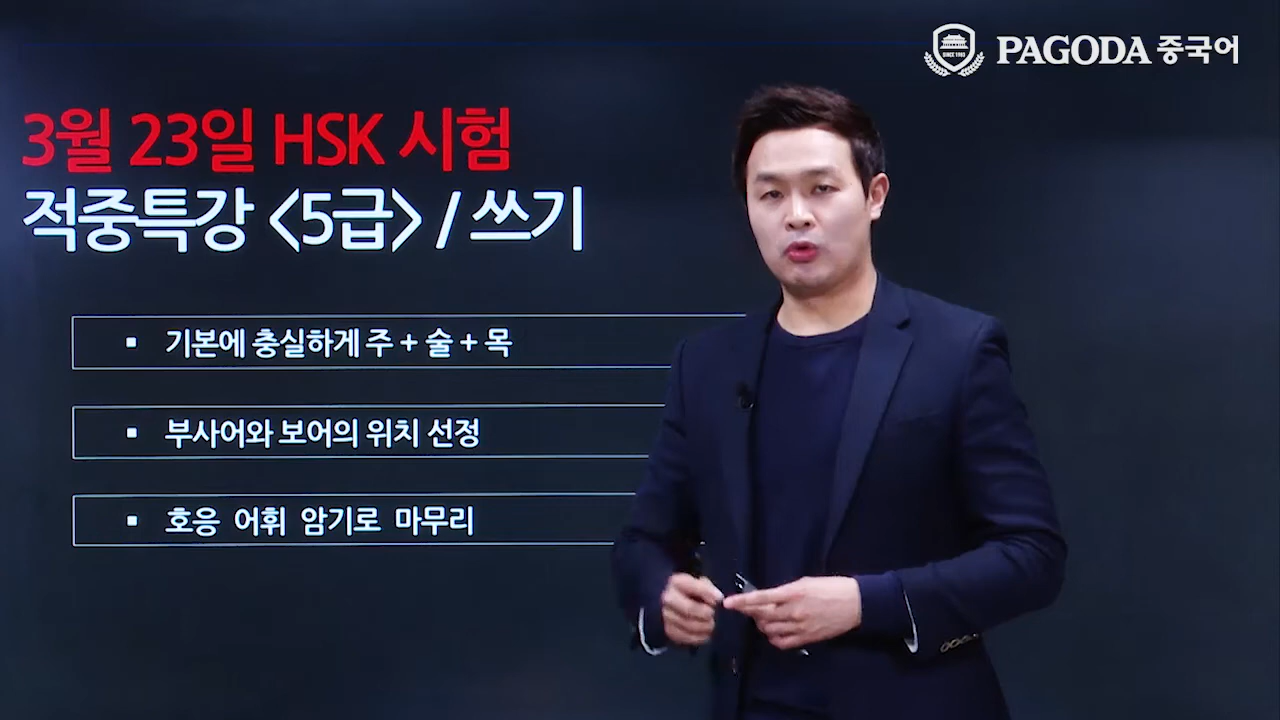 SINCE 1983
PAGODA 중국어
3월 23일 HSK 시험
적중특강 <5급> / 쓰기
▪ 기본에 충실하게 주 + 술 + 목
▪ 부사어와 보어의 위치 선정
▪ 호응 어휘 암기로 마무리